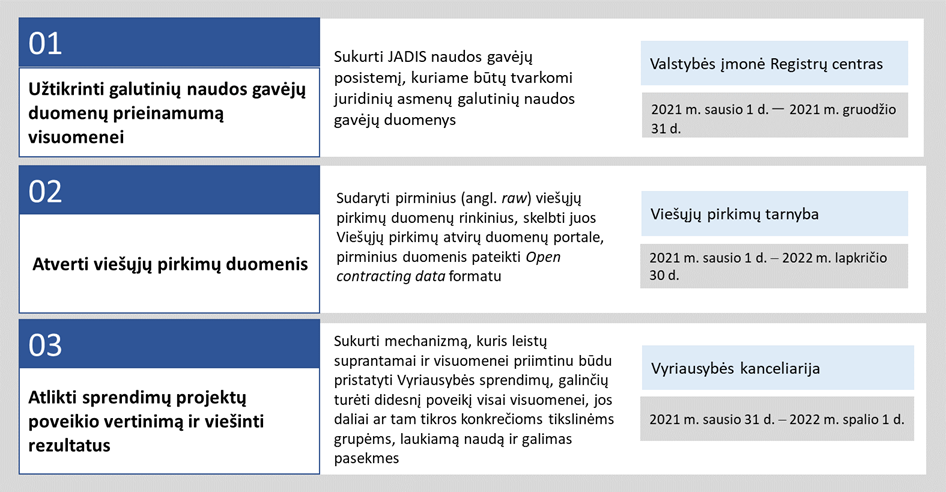 01
Užtikrinti galutinių naudos gavėjų
duomenų prieinamumą
visuomenei
Sukurti JADIS naudos gavėjų
posistemį, kuriame būtų tvarkomi
juridinių asmenų galutinių naudos
gavėjų duomenys
Valstybės įmonė Registrų centras
2021 m. sausio 1 d. — 2021 m. gruodžio
31 d.
02
Atverti viešųjų pirkimų duomenis
Sudaryti pirminius (angl. raw) viešųjų
pirkimų duomenų rinkinius, skelbti juos
Viešųjų pirkimų atvirų duomenų portale,
pirminius duomenis pateikti Open
contracting data formatu
Viešųjų pirkimų tarnyba
2021 m. sausio 1 d. – 2022 m. lapkričio
30 d.
03
Atlikti sprendimų projektų
poveikio vertinimą ir viešinti
rezultatus
Sukurti mechanizmą, kuris leistų
suprantamai ir visuomenei priimtinu būdu
pristatyti Vyriausybės sprendimų, galinčių
turėti didesnį poveikį visai visuomenei, jos
daliai ar tam tikros konkrečioms tikslinėms
grupėms, laukiamą naudą ir galimas
pasekmes
Vyriausybės kanceliarija
2021 m. sausio 31 d. – 2022 m. spalio 1 d.